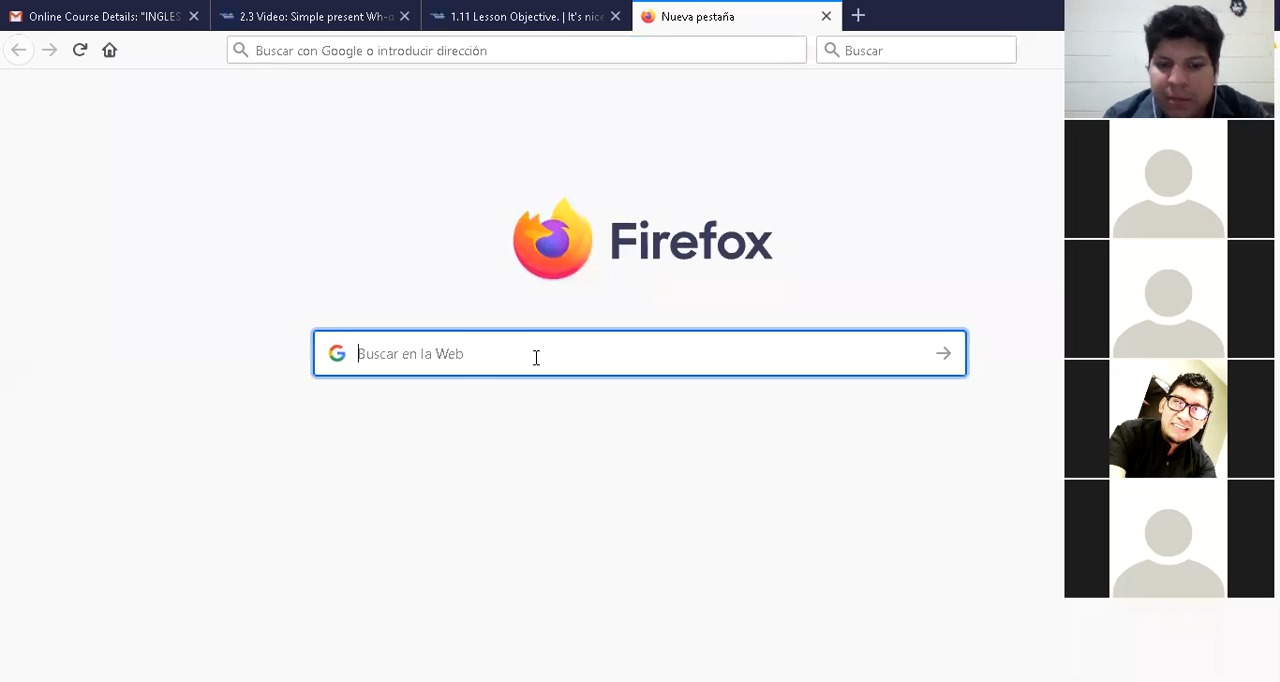 Online Course Details: "INGLES
2.3 Video: Simple present Wh-q
1.11 Lesson Objective. | It's nice
Nueva pestaña
Buscar con Google o introducir dirección
Buscar
Firefox
Buscar en la Web